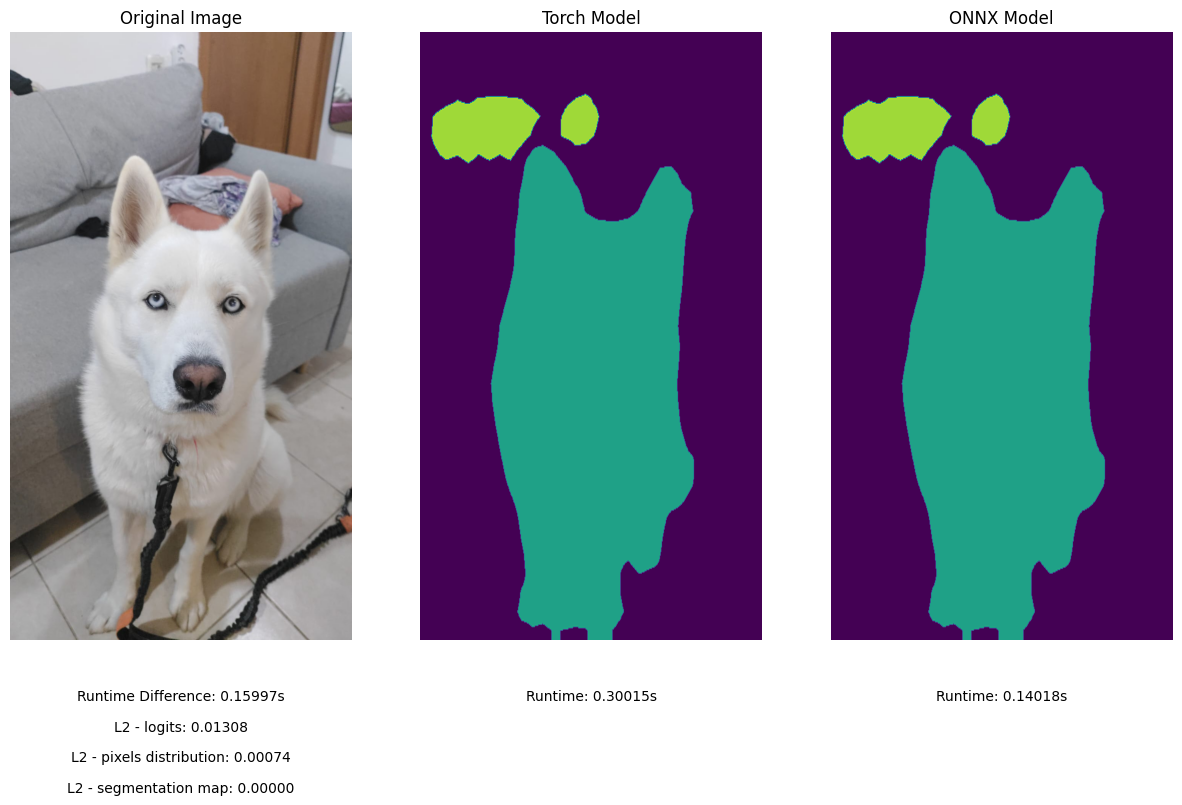 Original Image
Torch Model
ONNX Model
Runtime Difference: 0.15997s
Runtime: 0.30015s
Runtime: 0.14018s
L2 - logits: 0.01308
L2 - pixels distribution: 0.00074
L2 - segmentation map: 0.00000